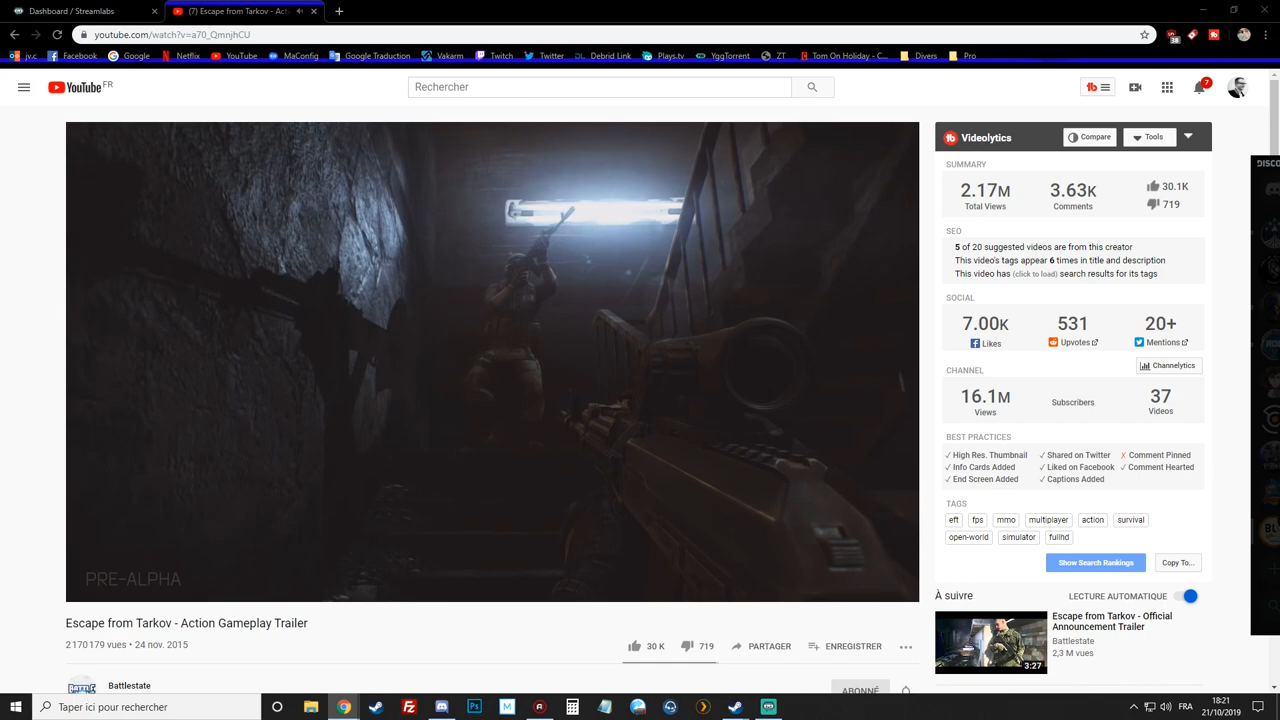 Dashboard / Streamlabs
(7) Escape from Tarkov - Acti
youtube.com/watch?v=a70_QmnjhCU
38
jv.c
Facebook
Google
Netflix
YouTube
MaConfig
Google Traduction
Vakarm
Twitch
Twitter
Debrid Link
Plays.tv
YggTorrent
ZT
Tom On Holiday - C...
Divers
Pro
YouTube FR
Rechercher
7
Videolytics
Compare
Tools
SUMMARY
2.17M
3.63K
30.1K
Total Views
Comments
719
SEO
5 of 20 suggested videos are from this creator
This video's tags appear 6 times in title and description
This video has (click to load) search results for its tags
SOCIAL
7.00K
531
20+
Likes
Upvotes
Mentions
CHANNEL
Channelytics
16.1M
Subscribers
37
Views
Videos
BEST PRACTICES
✓ High Res. Thumbnail
✓ Shared on Twitter
✗ Comment Pinned
✓ Info Cards Added
✓ Liked on Facebook
✓ Comment Hearted
✓ End Screen Added
✓ Captions Added
TAGS
eft
fps
mmo
multiplayer
action
survival
open-world
simulator
fullhd
Show Search Rankings
Copy To...
PRE-ALPHA
Escape from Tarkov - Action Gameplay Trailer
2 170 179 vues • 24 nov. 2015
30 K
719
PARTAGER
ENREGISTRER
Battlestate
ABONNÉ
À suivre
LECTURE AUTOMATIQUE
Escape from Tarkov - Official
Announcement Trailer
Battlestate
2,3 M vues
3:27
DISCO
Taper ici pour rechercher
FRA
18:21
21/10/2019